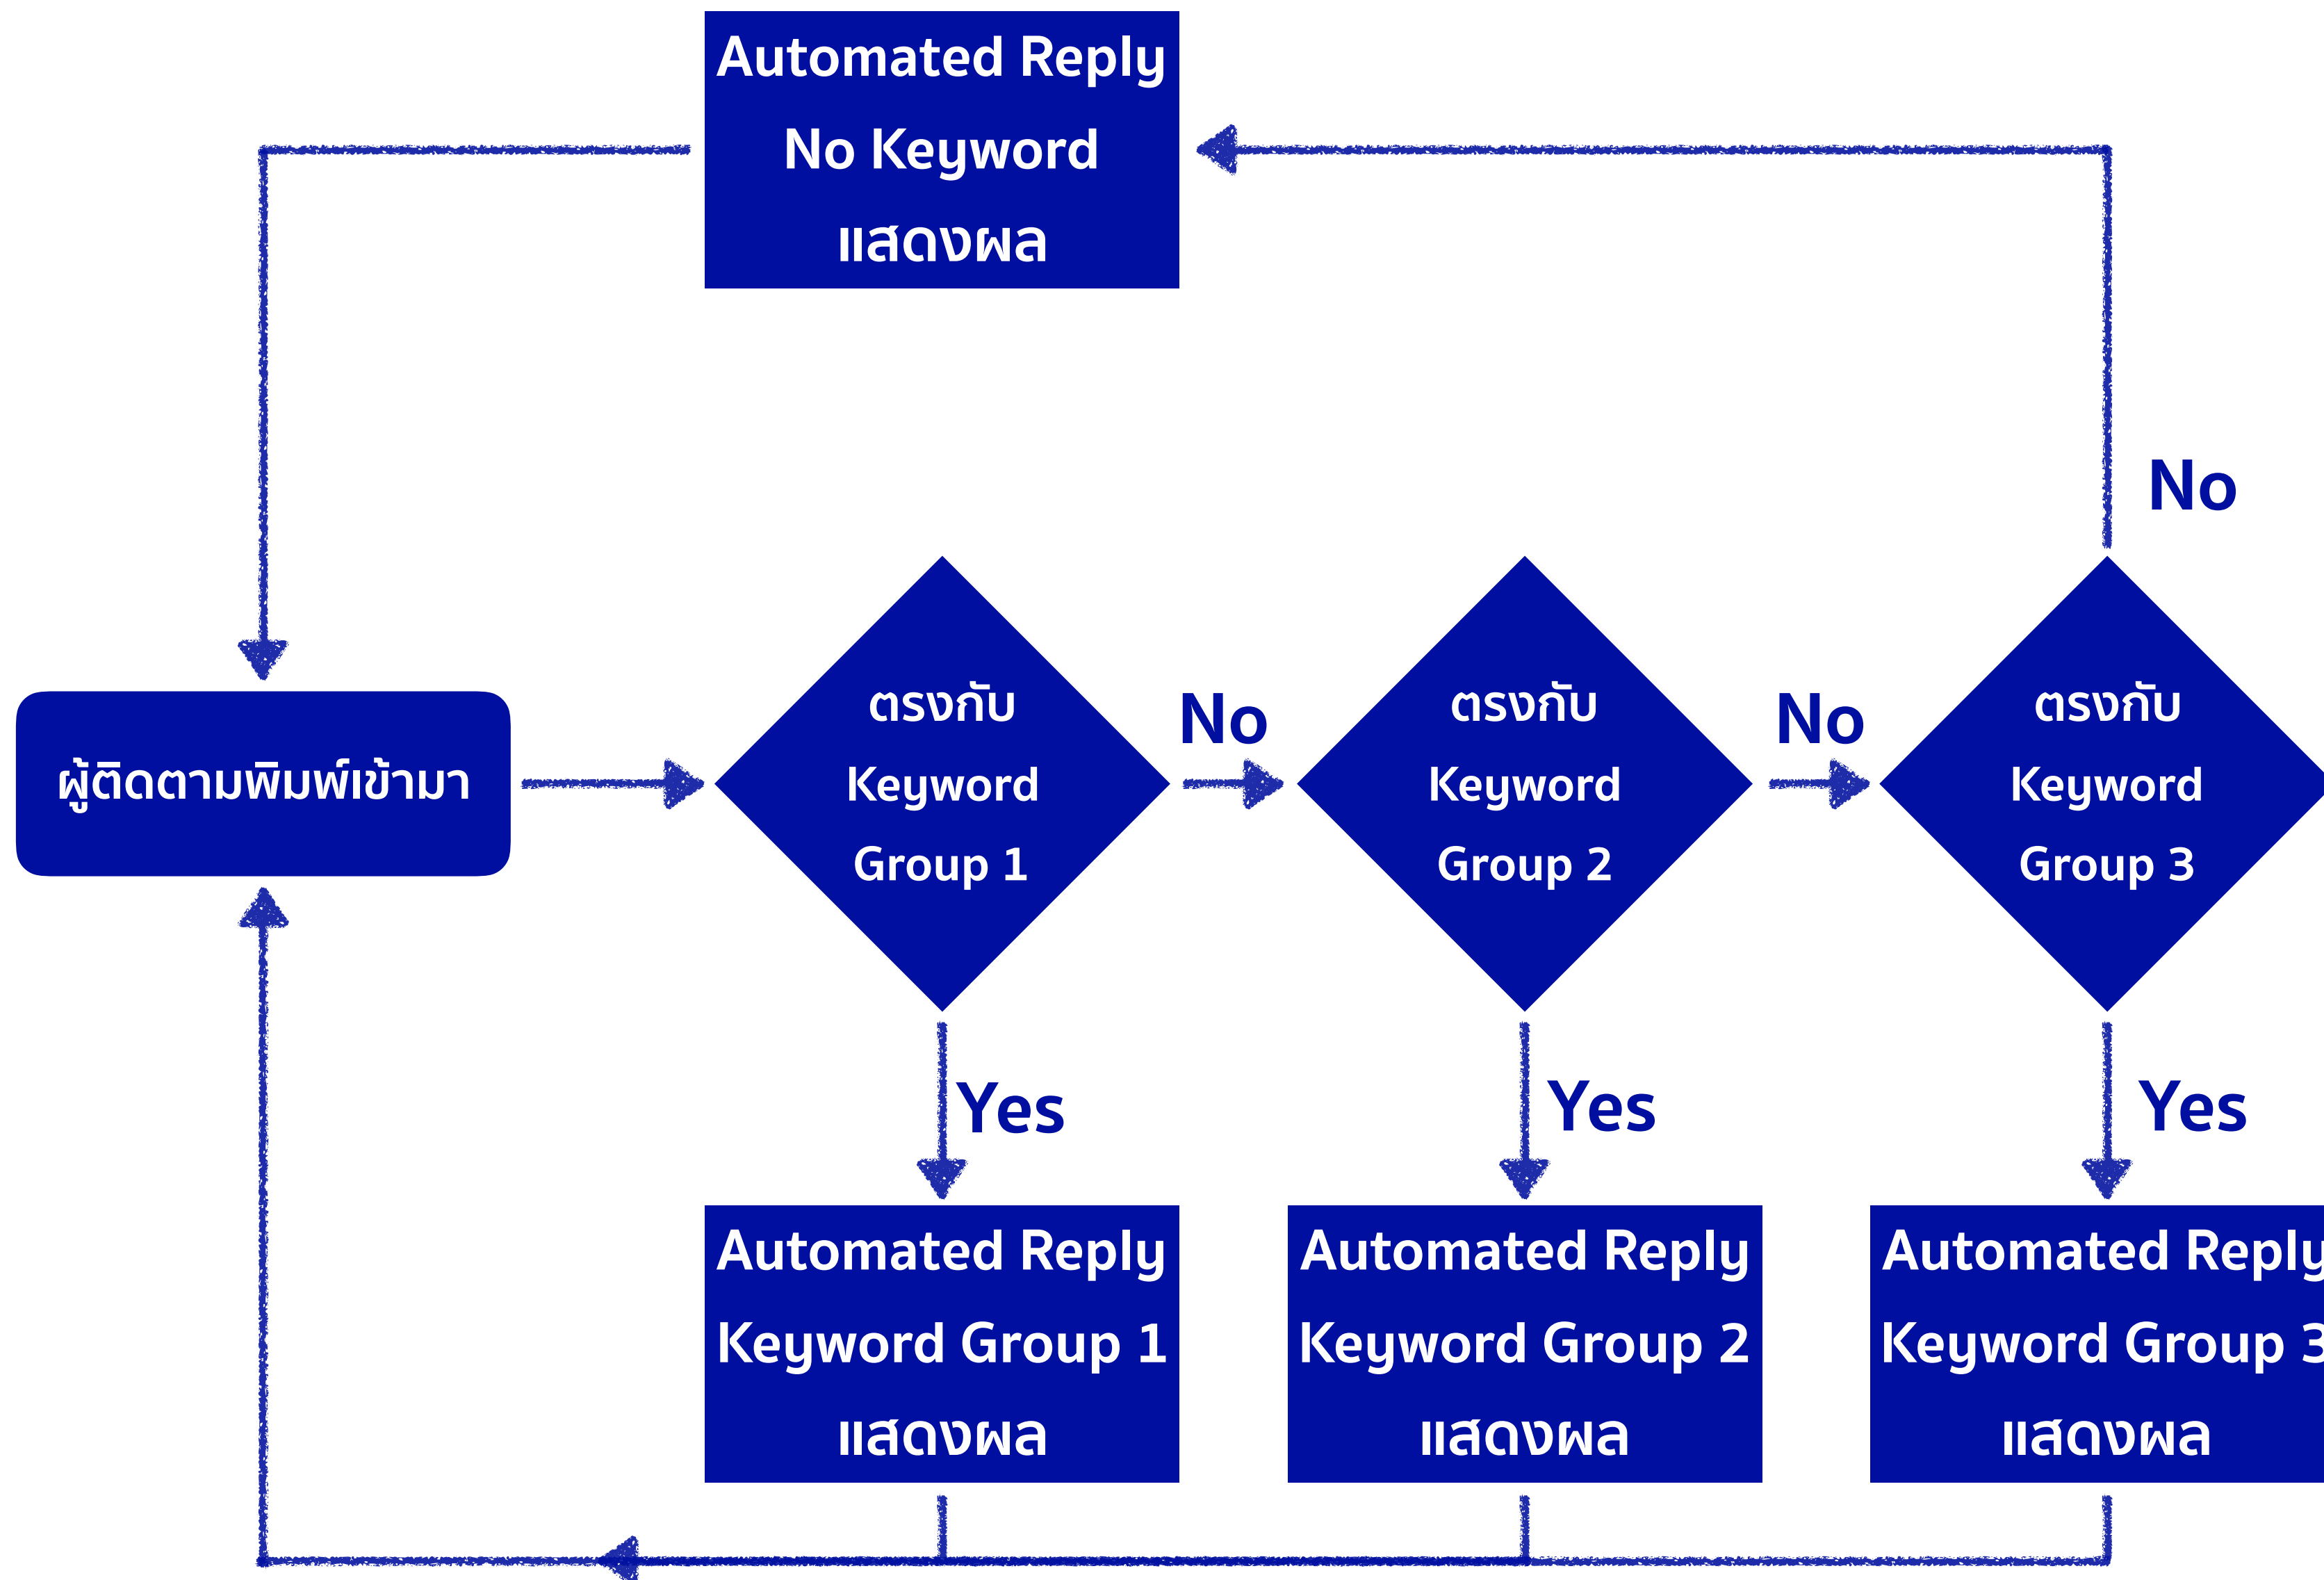 Automated Reply
No Keyword
แสดงผล
No
ผู้ติดตามพิมพ์เข้ามา
ตรงกับ
Keyword
Group 1
No
ตรงกับ
Keyword
Group 2
No
ตรงกับ
Keyword
Group 3
Yes
Yes
Yes
Automated Reply
Keyword Group 1
แสดงผล
Automated Reply
Keyword Group 2
แสดงผล
Automated Reply
Keyword Group 3
แสดงผล